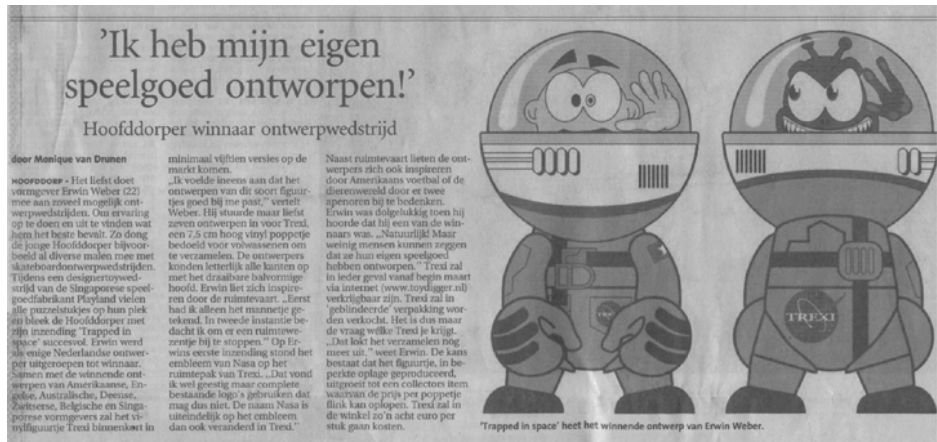 'Ik heb mijn eigen
speelgoed ontworpen!'
Hoofddorper winnaar ontwerpwedstrijd
door Monique van Drunen
HOOFDDORP - Het liefst doet
vormgever Erwin Weber (22)
mee aan zoveel mogelijk ont-
werpwedstrijden. Om ervaring
op te doen en uit te vinden wat
hem het beste bevalt. Zo dong
de jonge Hoofddorper bijvoor-
beeld al diverse malen mee met
skateboardontwerpwedstrijden.
Tijdens een designertoywed-
strijd van de Singaporese speel-
goedfabrikant Playland vielen
alle puzzelstukjes op hun plek
en bleek de Hoofddorper met
zijn inzending 'Trapped in
space' succesvol. Erwin werd
als enige Nederlandse ontwer-
per uitgeroepen tot winnaar.
Samen met de winnende ont-
werpen van Amerikaanse, En-
gelse, Australische, Deense,
Zwitserse, Belgische en Singa-
porese vormgevers zal het vi-
nylfiguurtje Trexi binnenkort in
minimaal vijftien versies op de
markt komen.
„Ik voelde ineens aan dat het
ontwerpen van dit soort figuur-
tjes goed bij me past," vertelt
Weber. Hij stuurde maar liefst
zeven ontwerpen in voor Trexi,
een 7,5 cm hoog vinyl poppetje
bedoeld voor volwassenen om
te verzamelen. De ontwerpers
konden letterlijk alle kanten op
met het draaibare balvormige
hoofd. Erwin liet zich inspire-
ren door de ruimtevaart. „Eerst
had ik alleen het mannetje ge-
tekend. In tweede instantie be-
dacht ik om er een ruimtewe-
zentje bij te stoppen." Op Er-
wins eerste inzending stond het
embleem van Nasa op het
ruimtepak van Trexi. „Dat vond
ik wel geestig maar complete
bestaande logo's gebruiken dat
mag dus niet. De naam Nasa is
uiteindelijk op het embleem
dan ook veranderd in Trexi."
Naast ruimtevaart lieten de ont-
werpers zich ook inspireren
door Amerikaans voetbal of de
dierenwereld door er twee
apenoren bij te bedenken.
Erwin was dolgelukkig toen hij
hoorde dat hij een van de win-
naars was. „Natuurlijk! Maar
weinig mensen kunnen zeggen
dat ze hun eigen speelgoed
hebben ontworpen." Trexi zal
in ieder geval vanaf begin maart
via internet (www.toydigger.nl)
verkrijgbaar zijn. Trexi zal in
'geblindeerde' verpakking wor-
den verkocht. Het is dus maar
de vraag welke Trexi je krijgt.
„Dat lokt het verzamelen nog
meer uit," weet Erwin. De kans
bestaat dat het figuurtje, in be-
perkte oplage geproduceerd,
uitgroeit tot een collectors item
waarvan de prijs per poppetje
flink kan oplopen. Trexi zal in
de winkel zo'n acht euro per
stuk gaan kosten.
TREXI
TREXI
'Trapped in space' heet het winnende ontwerp van Erwin Weber.